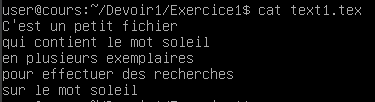 user@cours:~/Devoir1/Exercice1$ cat text1.tex
C'est un petit fichier
qui contient le mot soleil
en plusieurs exemplaires
pour effectuer des recherches
sur le mot soleil